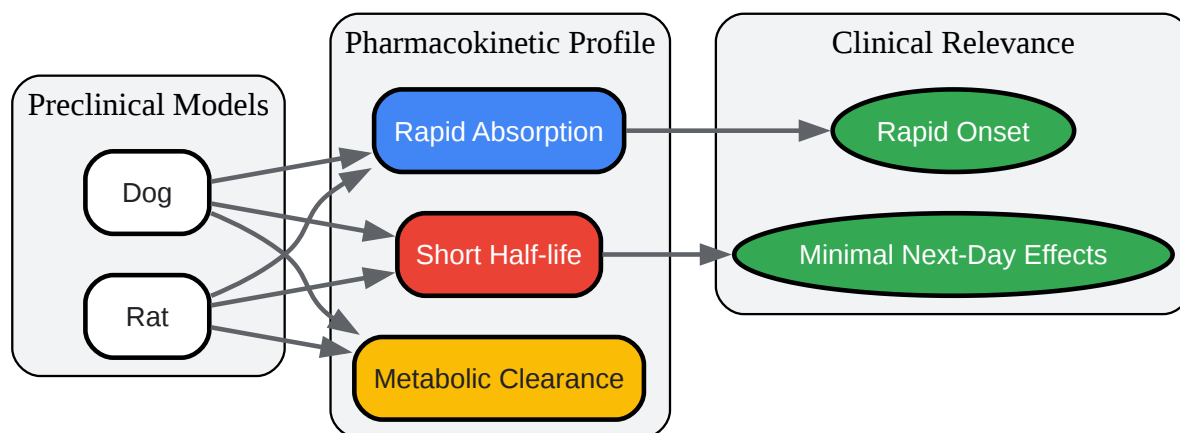 Preclinical Models
Dog
Rat
Pharmacokinetic Profile
Rapid Absorption
Short Half-life
Metabolic Clearance
Clinical Relevance
Rapid Onset
Minimal Next-Day Effects